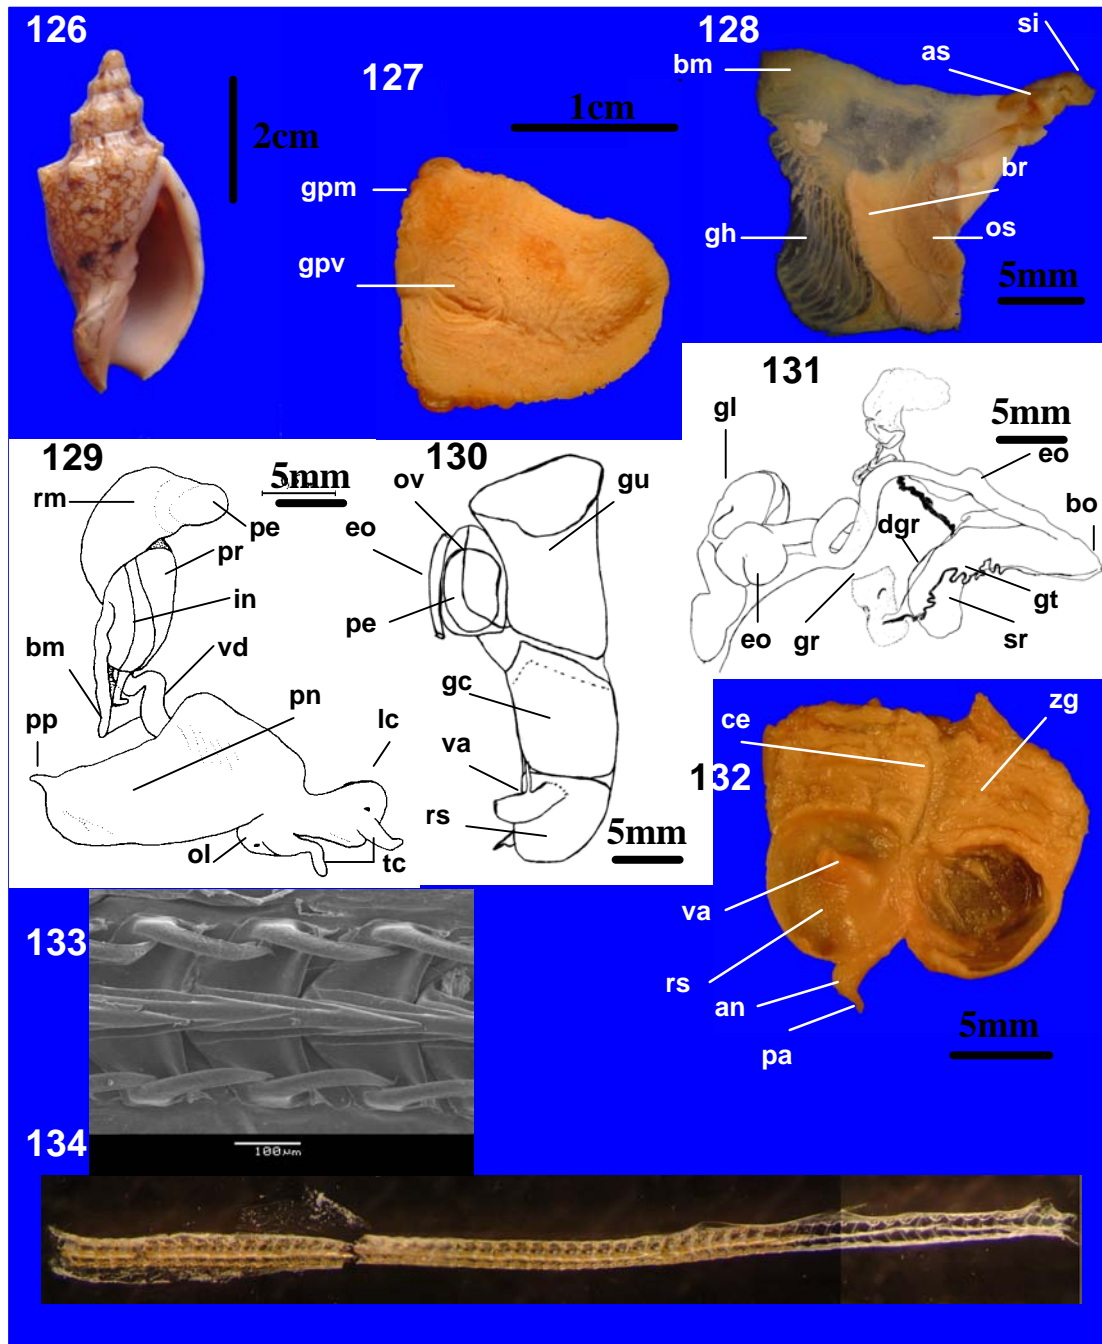 126
2cm
127
1cm
gpm
gpv
128
bm
as
si
br
gh
os
5mm
129
5mm
rm
pe
pr
in
bm
vd
pp
pn
lc
ol
tc
130
ov
gu
eo
pe
gc
va
rs
5mm
131
gl
5mm
eo
bo
dgr
gt
eo
gr
sr
132
ce
zg
va
rs
an
pa
5mm
133
100µm
134